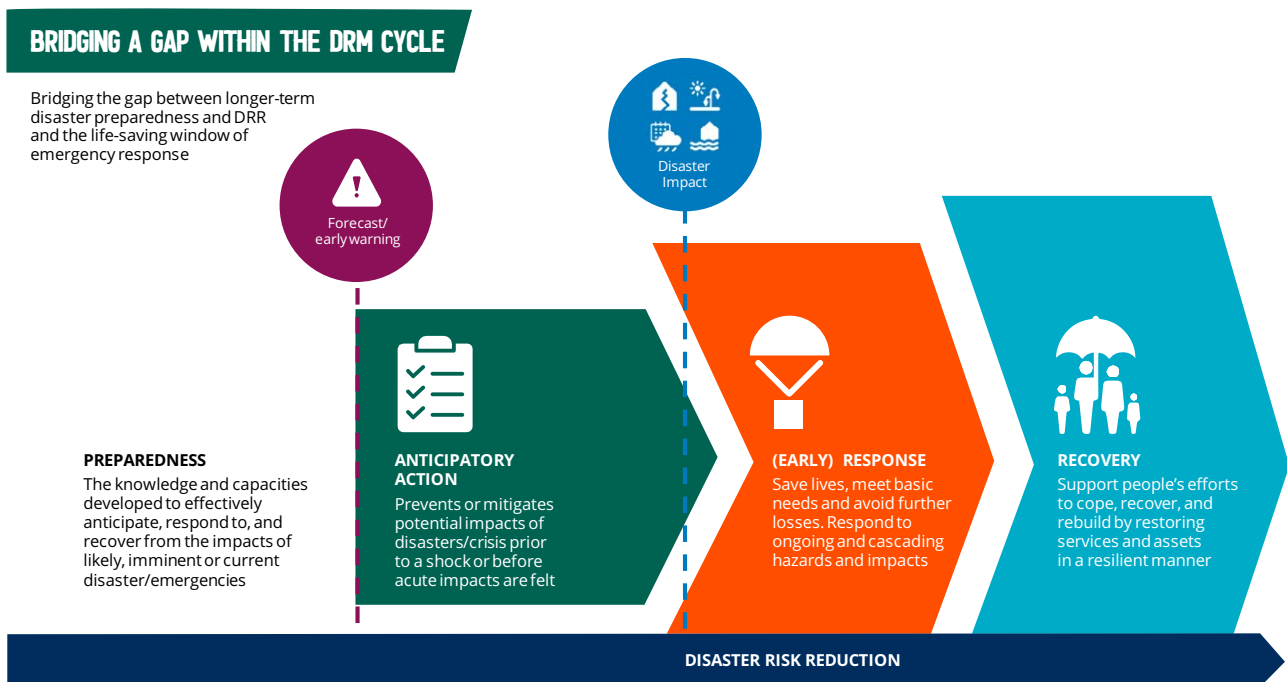 BRIDGING A GAP WITHIN THE DRM CYCLE
Bridging the gap between longer-term
disaster preparedness and DRR
and the life-saving window of
emergency response
Forecast/
early warning
Disaster
Impact
PREPAREDNESS
The knowledge and capacities
developed to effectively
anticipate, respond to, and
recover from the impacts of
likely, imminent or current
disaster/emergencies
ANTICIPATORY
ACTION
Prevents or mitigates
potential impacts of
disasters/crisis prior
to a shock or before
acute impacts are felt
(EARLY) RESPONSE
Save lives, meet basic
needs and avoid further
losses. Respond to
ongoing and cascading
hazards and impacts
RECOVERY
Support people’s efforts
to cope, recover, and
rebuild by restoring
services and assets
in a resilient manner
DISASTER RISK REDUCTION